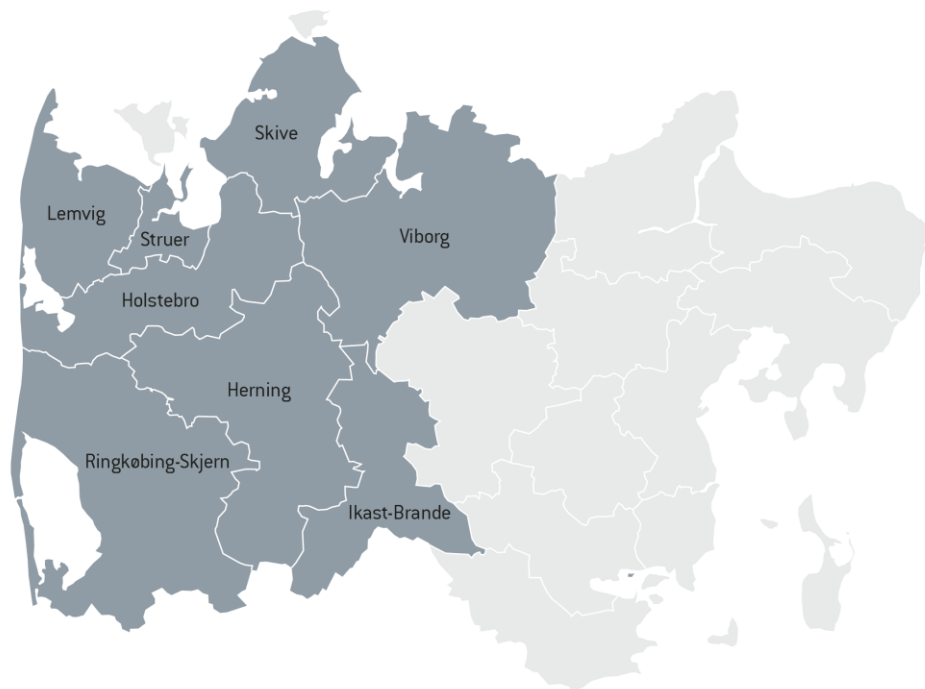 Skive
Lemvig
Struer
Viborg
Holstebro
Herning
Ringkøbing-Skjern
Ikast-Brande